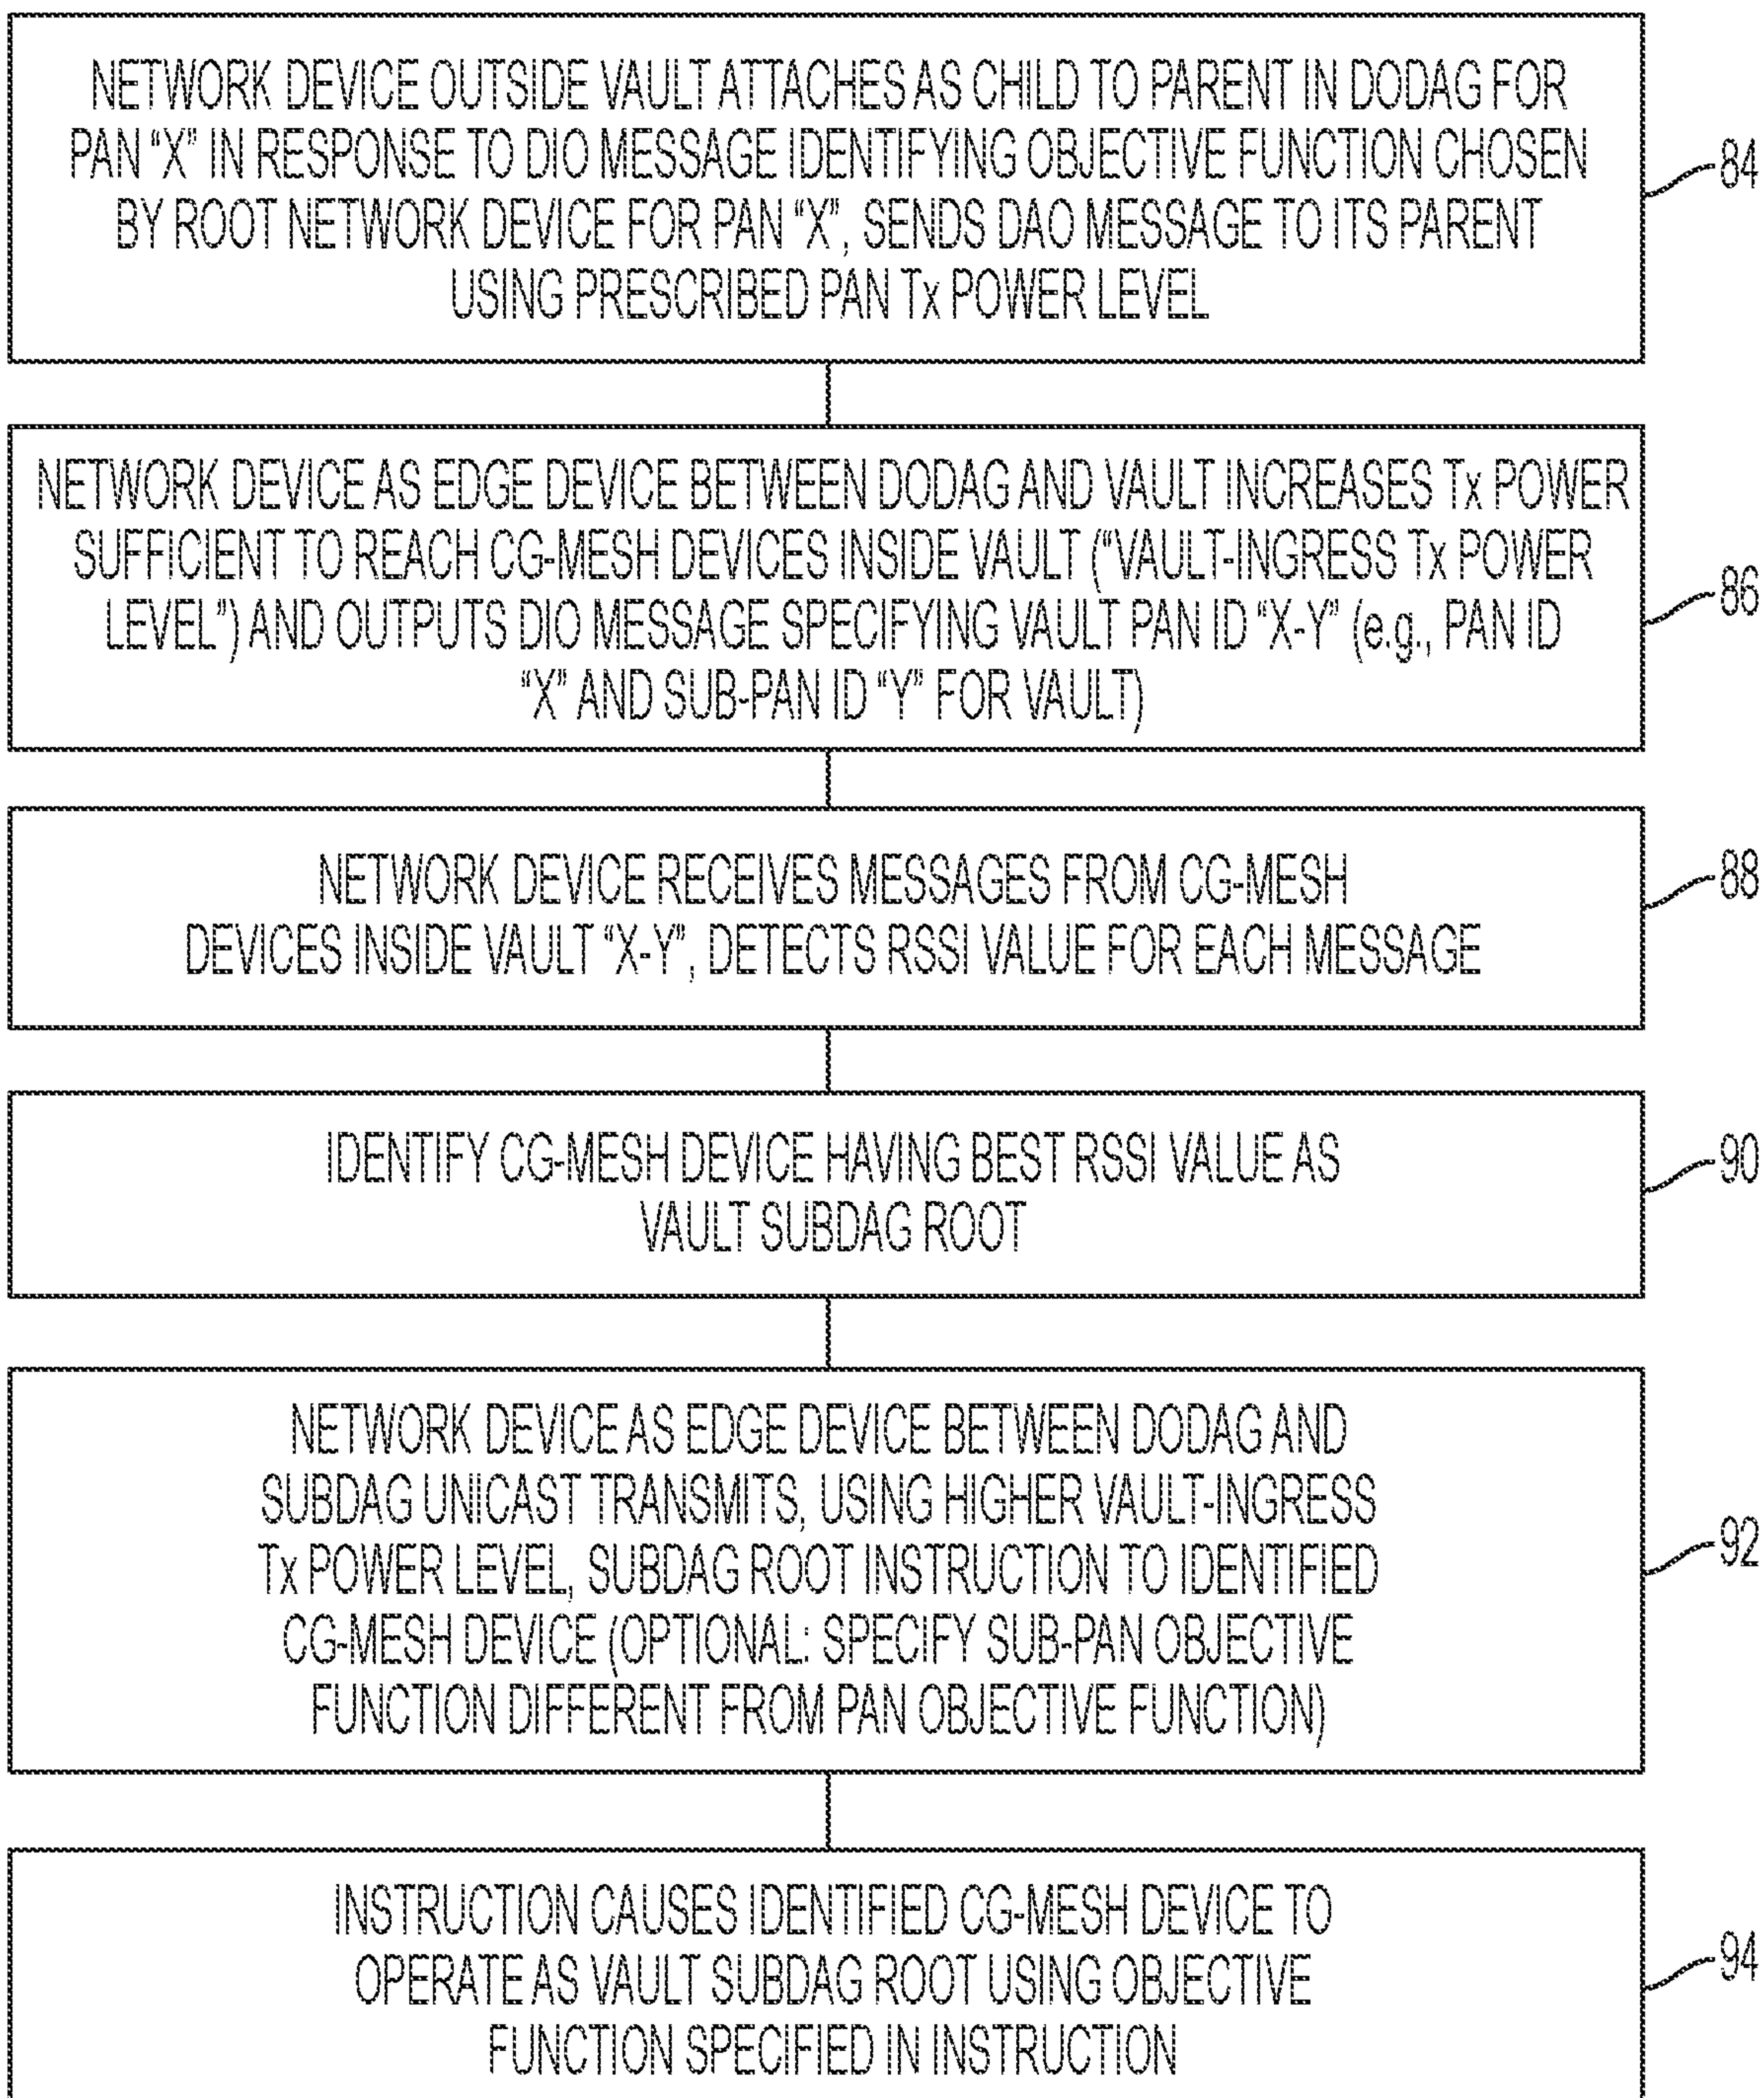 NETWORK DEVICE OUTSIDE VAULT ATTACHES AS CHILD TO PARENT IN DODAG FOR
PAN "X" IN RESPONSE TO DIO MESSAGE IDENTIFYING OBJECTIVE FUNCTION CHOSEN
BY ROOT NETWORK DEVICE FOR PAN "X", SENDS DAO MESSAGE TO ITS PARENT
USING PRESCRIBED PAN Tx POWER LEVEL
84
NETWORK DEVICE AS EDGE DEVICE BETWEEN DODAG AND VAULT INCREASES Tx POWER
SUFFICIENT TO REACH CG-MESH DEVICES INSIDE VAULT ("VAULT-INGRESS Tx POWER
LEVEL") AND OUTPUTS DIO MESSAGE SPECIFYING VAULT PAN ID "X-Y" (e.g., PAN ID
"X" AND SUB-PAN ID "Y" FOR VAULT)
86
NETWORK DEVICE RECEIVES MESSAGES FROM CG-MESH
DEVICES INSIDE VAULT "X-Y", DETECTS RSSI VALUE FOR EACH MESSAGE
88
IDENTIFY CG-MESH DEVICE HAVING BEST RSSI VALUE AS
VAULT SUBDAG ROOT
90
NETWORK DEVICE AS EDGE DEVICE BETWEEN DODAG AND
SUBDAG UNICAST TRANSMITS, USING HIGHER VAULT-INGRESS
Tx POWER LEVEL, SUBDAG ROOT INSTRUCTION TO IDENTIFIED
CG-MESH DEVICE (OPTIONAL: SPECIFY SUB-PAN OBJECTIVE
FUNCTION DIFFERENT FROM PAN OBJECTIVE FUNCTION)
92
INSTRUCTION CAUSES IDENTIFIED CG-MESH DEVICE TO
OPERATE AS VAULT SUBDAG ROOT USING OBJECTIVE
FUNCTION SPECIFIED IN INSTRUCTION
94